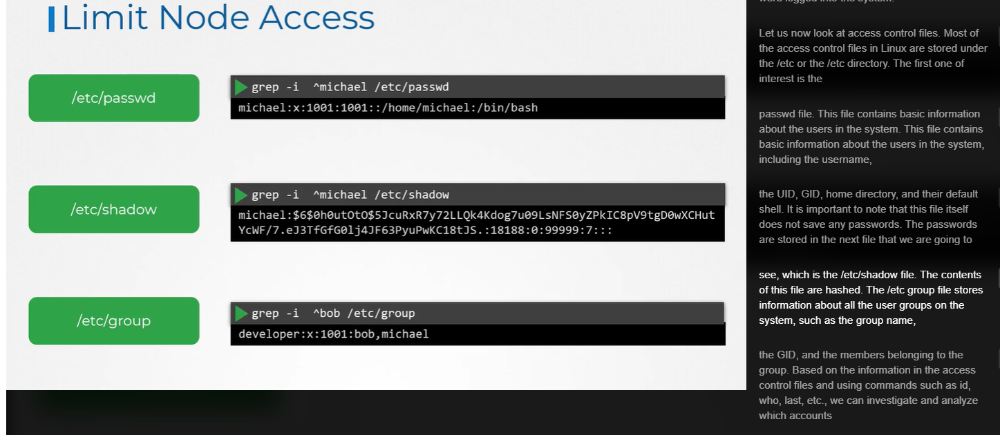 Limit Node Access
/etc/passwd
grep -i  ^michael /etc/passwd
michael:x:1001:1001::/home/michael:/bin/bash
/etc/shadow
grep -i  ^michael /etc/shadow
michael:$6$0h0utOtO$5JcuRxR7y72LLQk4Kdog7u09LsNFS0yZPkIC8pV9tgD0wXCHut
YcWF/7.eJ3TfGfG0lj4JF63PyuPwKC18tJS.:18188:0:99999:7:::
/etc/group
grep -i  ^bob /etc/group
developer:x:1001:bob,michael
Let us now look at access control files. Most of
the access control files in Linux are stored under
the /etc or the /etc directory. The first one of
interest is the
passwd file. This file contains basic information
about the users in the system. This file contains
basic information about the users in the system,
including the username,
the UID, GID, home directory, and their default
shell. It is important to note that this file itself
does not save any passwords. The passwords
are stored in the next file that we are going to
see, which is the /etc/shadow file. The contents
of this file are hashed. The /etc group file stores
information about all the user groups on the
system, such as the group name,
the GID, and the members belonging to the
group. Based on the information in the access
control files and using commands such as id,
who, last, etc., we can investigate and analyze
which accounts